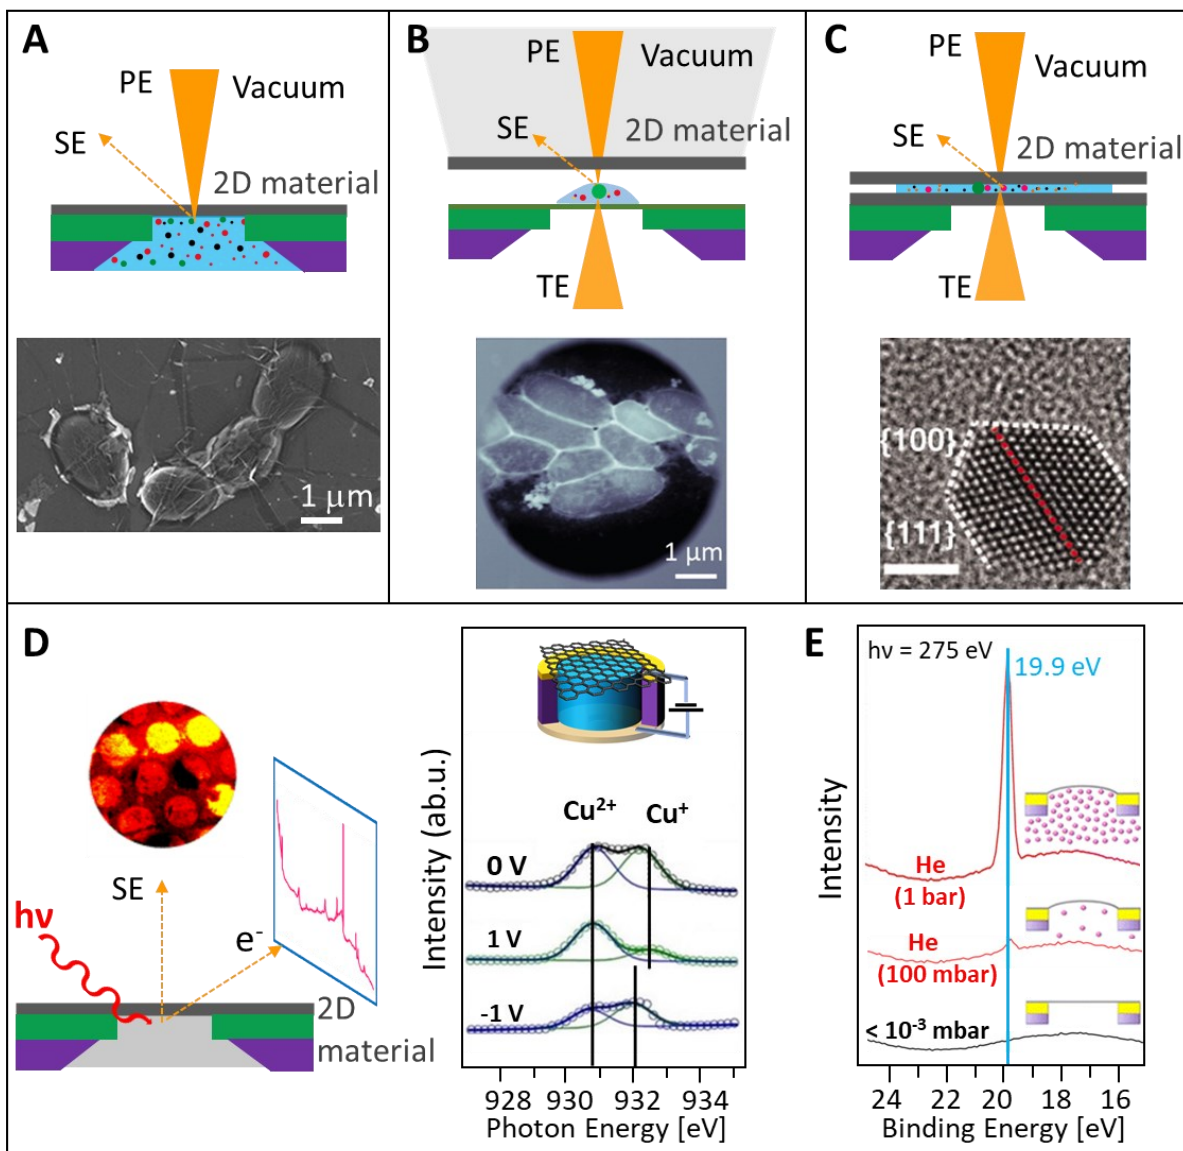 A
PE
Vacuum
SE
2D material
1 μm
B
PE
Vacuum
SE
2D material
TE
1 μm
C
PE
Vacuum
SE
2D material
TE
{100}
{111}
D
SE
hν
e-
2D
material
Intensity (ab.u.)
Cu2+
Cu+
0 V
1 V
-1 V
928 930 932 934
Photon Energy [eV]
E
hν = 275 eV
19.9 eV
Intensity
He
(1 bar)
He
(100 mbar)
< 10-3 mbar
24 22 20 18 16
Binding Energy [eV]